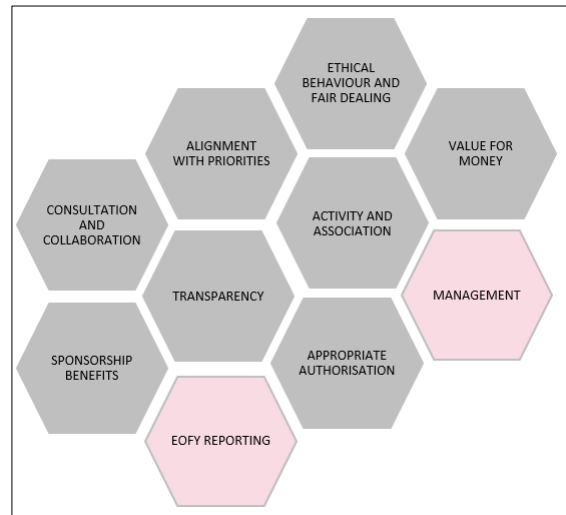 ETHICAL
BEHAVIOUR AND
FAIR DEALING
ALIGNMENT
WITH PRIORITIES
VALUE FOR
MONEY
CONSULTATION
AND
COLLABORATION
ACTIVITY AND
ASSOCIATION
TRANSPARENCY
MANAGEMENT
SPONSORSHIP
BENEFITS
APPROPRIATE
AUTHORISATION
EOFY REPORTING